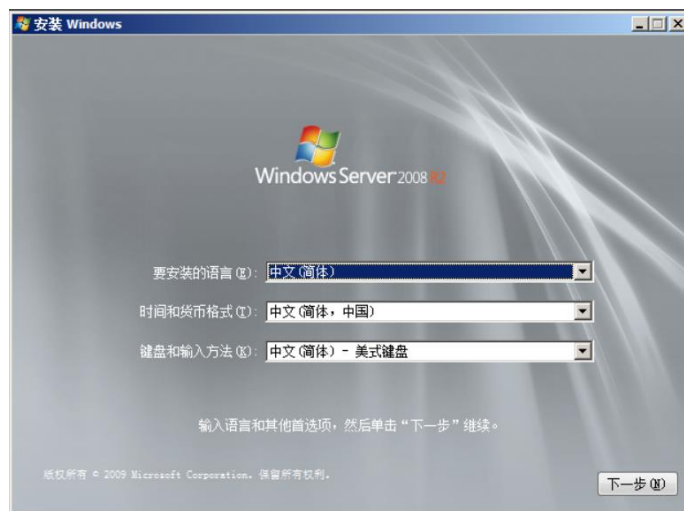 安装 Windows
Windows Server 2008 R2
要安装的语言(E): 中文(简体)
时间和货币格式(T): 中文(简体，中国)
键盘和输入方法(K): 中文(简体) - 美式键盘
输入语言和其他首选项，然后单击“下一步”继续。
版权所有 © 2009 Microsoft Corporation。保留所有权利。
下一步(N)